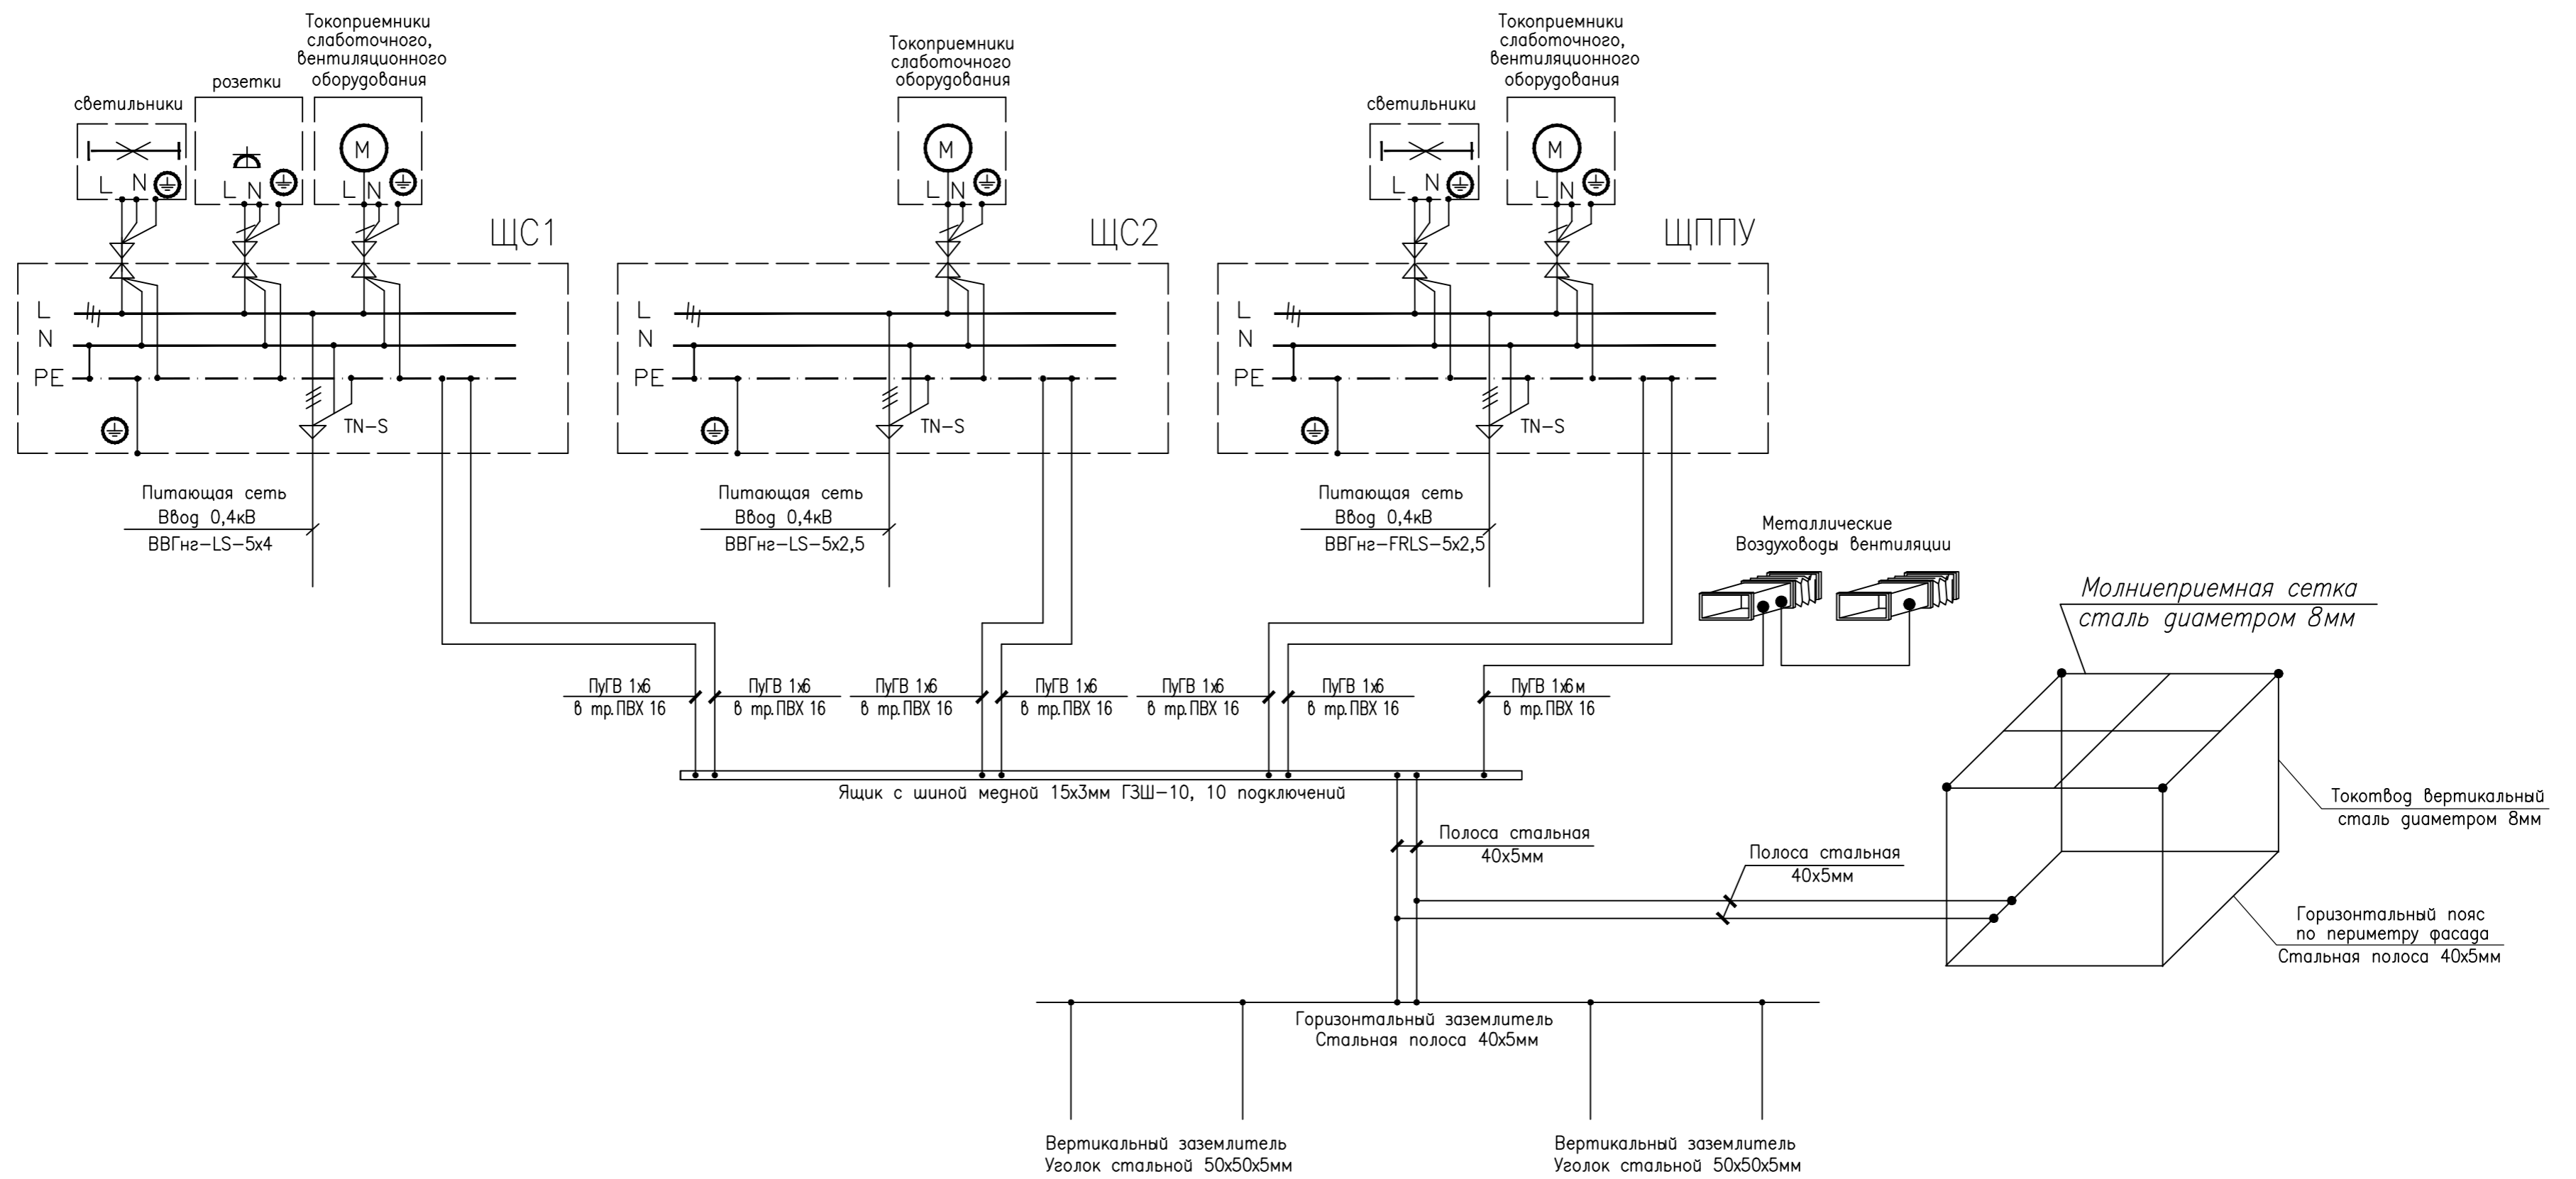 Токоприемники
слаботочного,
вентиляционного
оборудования
розетки
светильники
L N
L N
M
L N
ЩС1
L
N
PE
TN-S
Питающая сеть
Ввод 0,4кВ
ВВГнг-LS-5х4
Токоприемники
слаботочного
оборудования
M
L N
ЩС2
L
N
PE
TN-S
Питающая сеть
Ввод 0,4кВ
ВВГнг-LS-5х2,5
Токоприемники
слаботочного,
вентиляционного
оборудования
светильники
L N
M
L N
ЩППУ
L
N
PE
TN-S
Питающая сеть
Ввод 0,4кВ
ВВГнг-FRLS-5х2,5
Металлические
Воздуховоды вентиляции
Молниеприемная сетка
сталь диаметром 8мм
ПуГВ 1х6
в тр.ПВХ 16
ПуГВ 1х6
в тр.ПВХ 16
ПуГВ 1х6
в тр.ПВХ 16
ПуГВ 1х6
в тр.ПВХ 16
ПуГВ 1х6
в тр.ПВХ 16
ПуГВ 1х6
в тр.ПВХ 16
ПуГВ 1х6м
в тр.ПВХ 16
Ящик с шиной медной 15х3мм ГЗШ-10, 10 подключений
Токотвод вертикальный
сталь диаметром 8мм
Полоса стальная
40х5мм
Полоса стальная
40х5мм
Горизонтальный пояс
по периметру фасада
Стальная полоса 40х5мм
Горизонтальный заземлитель
Стальная полоса 40х5мм
Вертикальный заземлитель
Уголок стальной 50х50х5мм
Вертикальный заземлитель
Уголок стальной 50х50х5мм